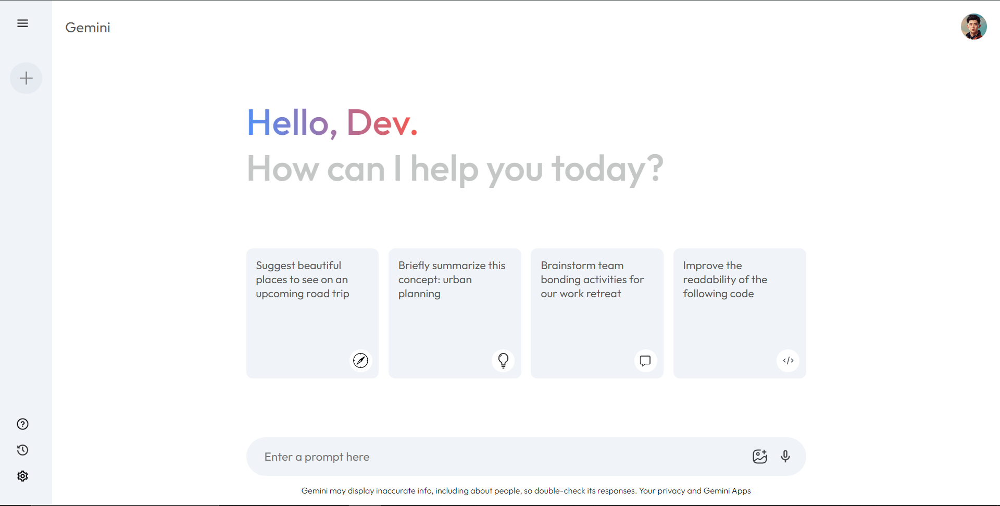 Gemini
Hello, Dev.
How can I help you today?
Suggest beautiful
places to see on an
upcoming road trip
Briefly summarize this
concept: urban
planning
Brainstorm team
bonding activities for
our work retreat
Improve the
readability of the
following code
Enter a prompt here
Gemini may display inaccurate info, including about people, so double-check its responses. Your privacy and Gemini Apps